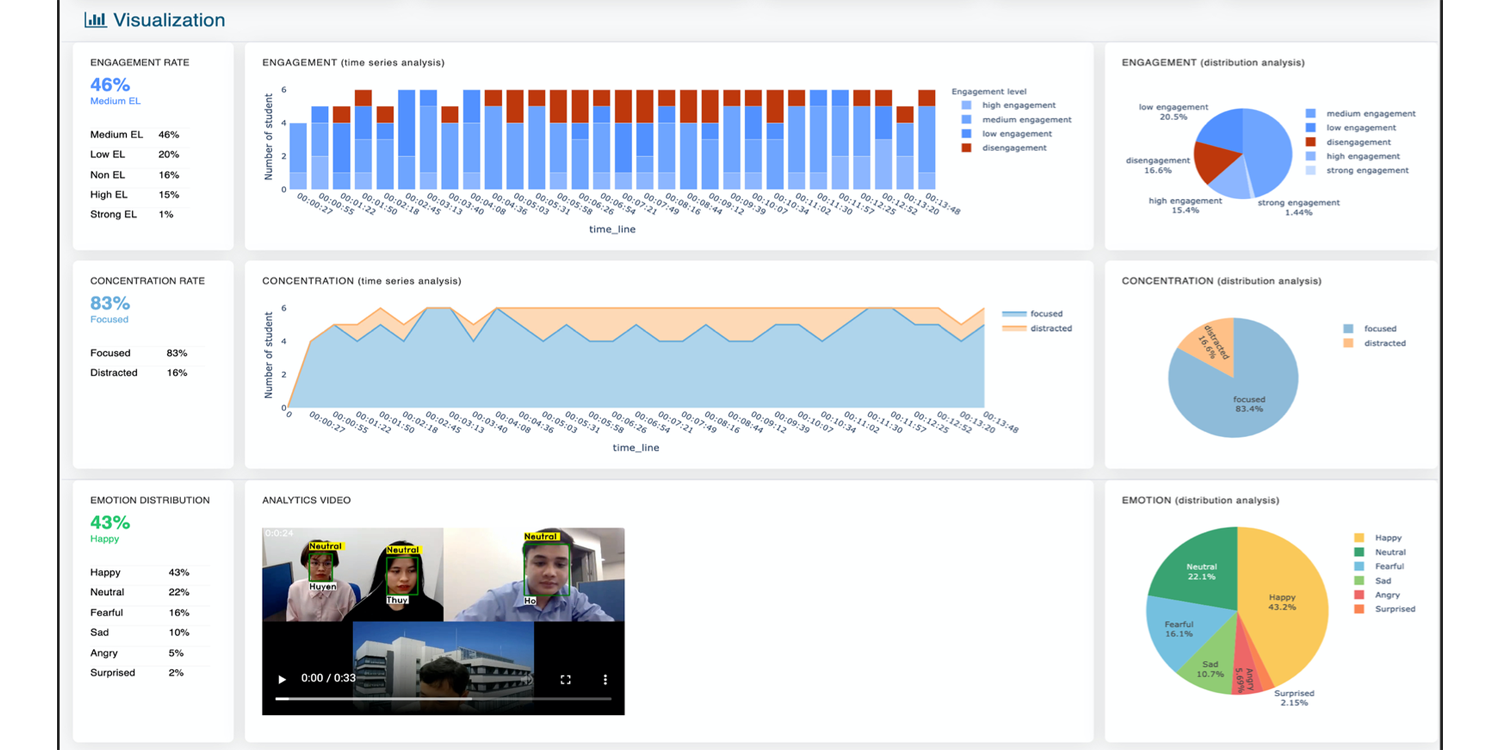 Visualization
ENGAGEMENT RATE
46%
Medium EL
Medium EL 46%
Low EL 20%
Non EL 16%
High EL 15%
Strong EL 1%
ENGAGEMENT (time series analysis)
Number of student
6
4
2
0
00:00:27
00:00:55
00:01:22
00:01:50
00:02:18
00:02:45
00:03:13
00:03:40
00:04:08
00:04:36
00:05:03
00:05:31
00:05:58
00:06:26
00:06:54
00:07:21
00:07:49
00:08:16
00:08:44
00:09:12
00:09:39
00:10:07
00:10:34
00:11:02
00:11:30
00:11:57
00:12:25
00:12:52
00:13:20
00:13:48
time_line
Engagement level
high engagement
medium engagement
low engagement
disengagement
ENGAGEMENT (distribution analysis)
low engagement
20.5%
disengagement
16.6%
high engagement
15.4%
strong engagement
1.44%
medium engagement
low engagement
disengagement
high engagement
strong engagement
CONCENTRATION RATE
83%
Focused
Focused 83%
Distracted 16%
CONCENTRATION (time series analysis)
Number of student
6
4
2
0
0
00:00:27
00:00:55
00:01:22
00:01:50
00:02:18
00:02:45
00:03:13
00:03:40
00:04:08
00:04:36
00:05:03
00:05:31
00:05:58
00:06:26
00:06:54
00:07:21
00:07:49
00:08:16
00:08:44
00:09:12
00:09:39
00:10:07
00:10:34
00:11:02
00:11:30
00:11:57
00:12:25
00:12:52
00:13:20
00:13:48
time_line
focused
distracted
CONCENTRATION (distribution analysis)
distracted
16.6%
focused
83.4%
focused
distracted
EMOTION DISTRIBUTION
43%
Happy
Happy 43%
Neutral 22%
Fearful 16%
Sad 10%
Angry 5%
Surprised 2%
ANALYTICS VIDEO
0:0:24
Neutral
Huyen
Neutral
Thuy
Neutral
Ho
0:00 / 0:33
EMOTION (distribution analysis)
Neutral
22.1%
Happy
43.2%
Fearful
16.1%
Sad
10.7%
Angry
5.69%
Surprised
2.15%
Happy
Neutral
Fearful
Sad
Angry
Surprised